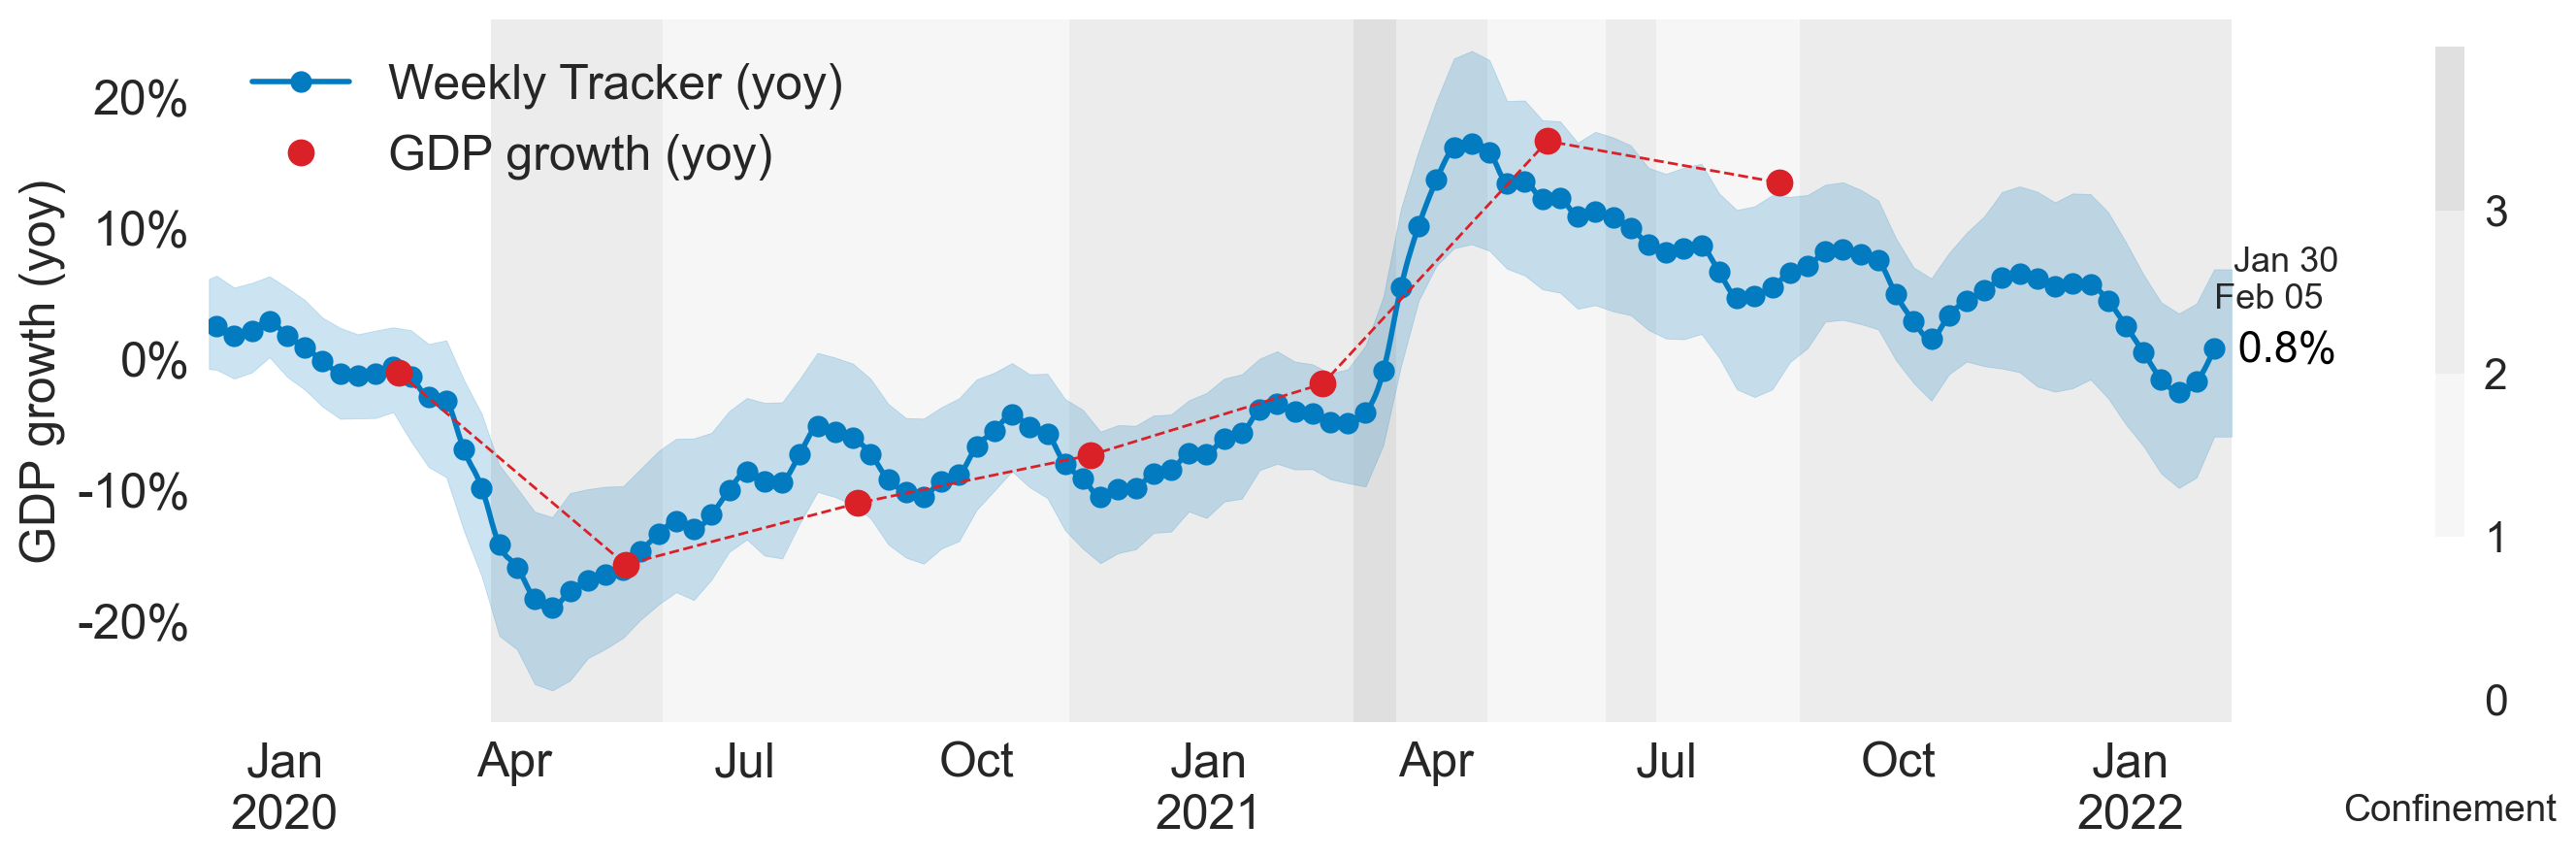 Weekly Tracker (yoy)
GDP growth (yoy)
GDP growth (yoy)
20%
10%
0%
-10%
-20%
Jan 30
Feb 05
0.8%
Jan
2020
Apr
Jul
Oct
Jan
2021
Apr
Jul
Oct
Jan
2022
3
2
1
0
Confinement